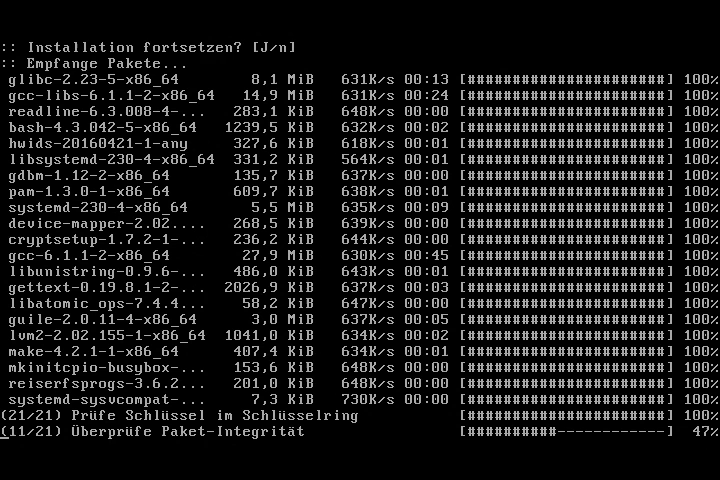 :: Installation fortsetzen? [J/n]
:: Empfange Pakete...
glibc-2.23-5-x86_64 8,1 MiB 631K/s 00:13 [######################] 100%
gcc-libs-6.1.1-2-x86_64 14,9 MiB 631K/s 00:24 [######################] 100%
readline-6.3.008-4-... 283,1 KiB 648K/s 00:00 [######################] 100%
bash-4.3.042-5-x86_64 1239,5 KiB 632K/s 00:02 [######################] 100%
hwids-20160421-1-any 327,6 KiB 618K/s 00:01 [######################] 100%
libsystemd-230-4-x86_64 331,2 KiB 564K/s 00:01 [######################] 100%
gdbm-1.12-2-x86_64 135,7 KiB 637K/s 00:00 [######################] 100%
pam-1.3.0-1-x86_64 609,7 KiB 638K/s 00:01 [######################] 100%
systemd-230-4-x86_64 5,5 MiB 635K/s 00:09 [######################] 100%
device-mapper-2.02.... 268,5 KiB 639K/s 00:00 [######################] 100%
cryptsetup-1.7.2-1-... 236,2 KiB 644K/s 00:00 [######################] 100%
gcc-6.1.1-2-x86_64 27,9 MiB 630K/s 00:45 [######################] 100%
libunistring-0.9.6-... 486,0 KiB 643K/s 00:01 [######################] 100%
gettext-0.19.8.1-2-... 2026,9 KiB 637K/s 00:03 [######################] 100%
libatomic_ops-7.4.4... 58,2 KiB 647K/s 00:00 [######################] 100%
guile-2.0.11-4-x86_64 3,0 MiB 637K/s 00:05 [######################] 100%
lvm2-2.02.155-1-x86_64 1041,0 KiB 634K/s 00:02 [######################] 100%
make-4.2.1-1-x86_64 407,4 KiB 634K/s 00:01 [######################] 100%
mkinitcpio-busybox-... 153,6 KiB 648K/s 00:00 [######################] 100%
reiserfsprogs-3.6.2... 201,0 KiB 648K/s 00:00 [######################] 100%
systemd-sysvcompat-... 7,3 KiB 730K/s 00:00 [######################] 100%
(21/21) Prüfe Schlüssel im Schlüsselring [######################] 100%
(11/21) Überprüfe Paket-Integrität [##########------------] 47%